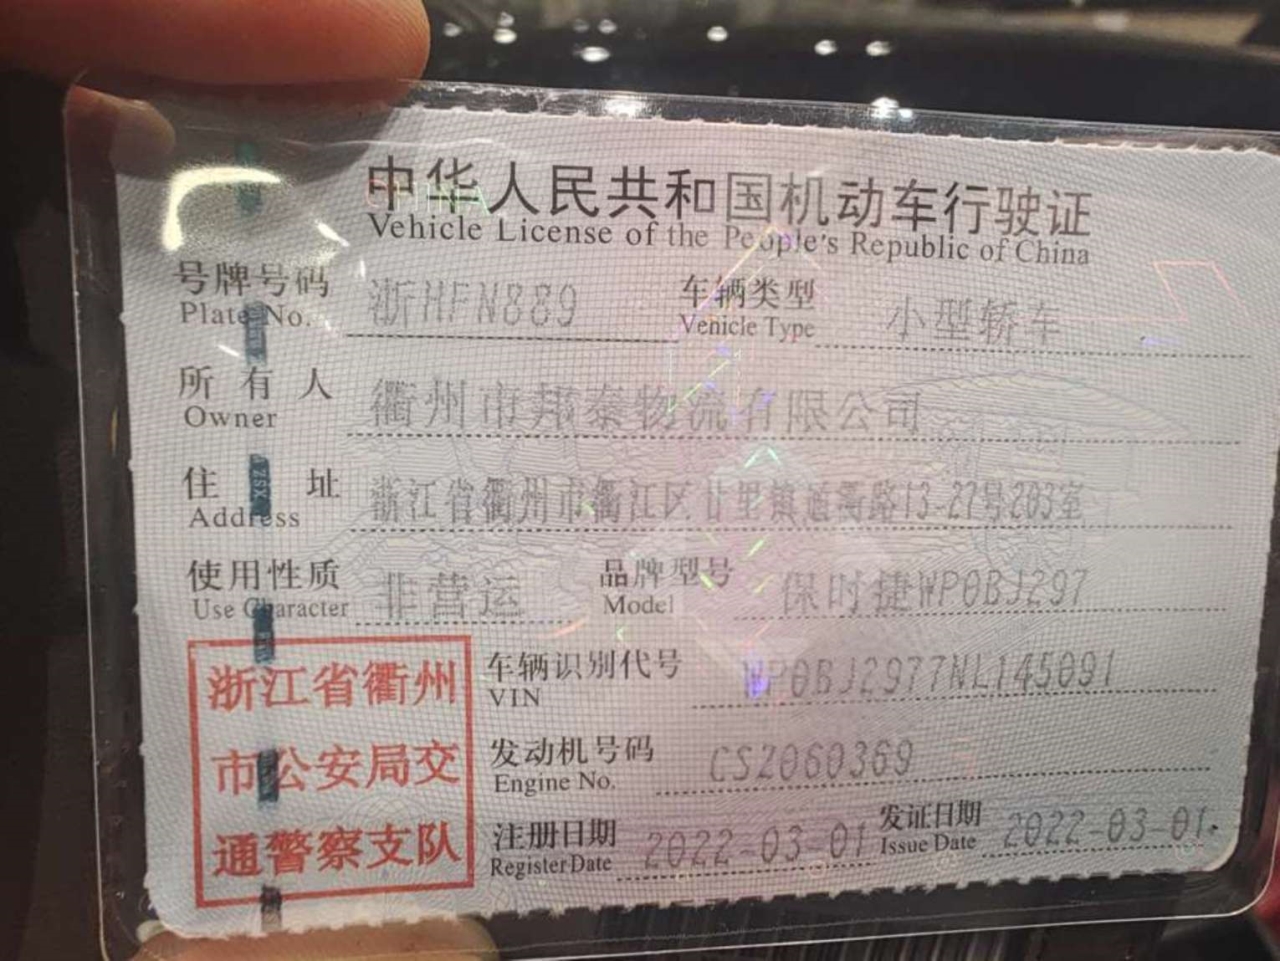 中华人民共和国机动车行驶证
Vehicle License of the People's Republic of China
号牌号码 浙HFN889 车辆类型 小型轿车
Plate No. Vehicle Type
所有人 衢州市邦泰物流有限公司
Owner
住址 浙江省衢州市衢江区廿里镇通衢路13-27号203室
Address
使用性质 非营运 品牌型号 保时捷WP0BJ297
Use Character Model
浙江省衢州
市公安局交
通警察支队
车辆识别代号 WP0BJ2977NL145091
VIN
发动机号码 CSZ060369
Engine No.
注册日期 2022-03-01 发证日期 2022-03-01
Register Date Issue Date